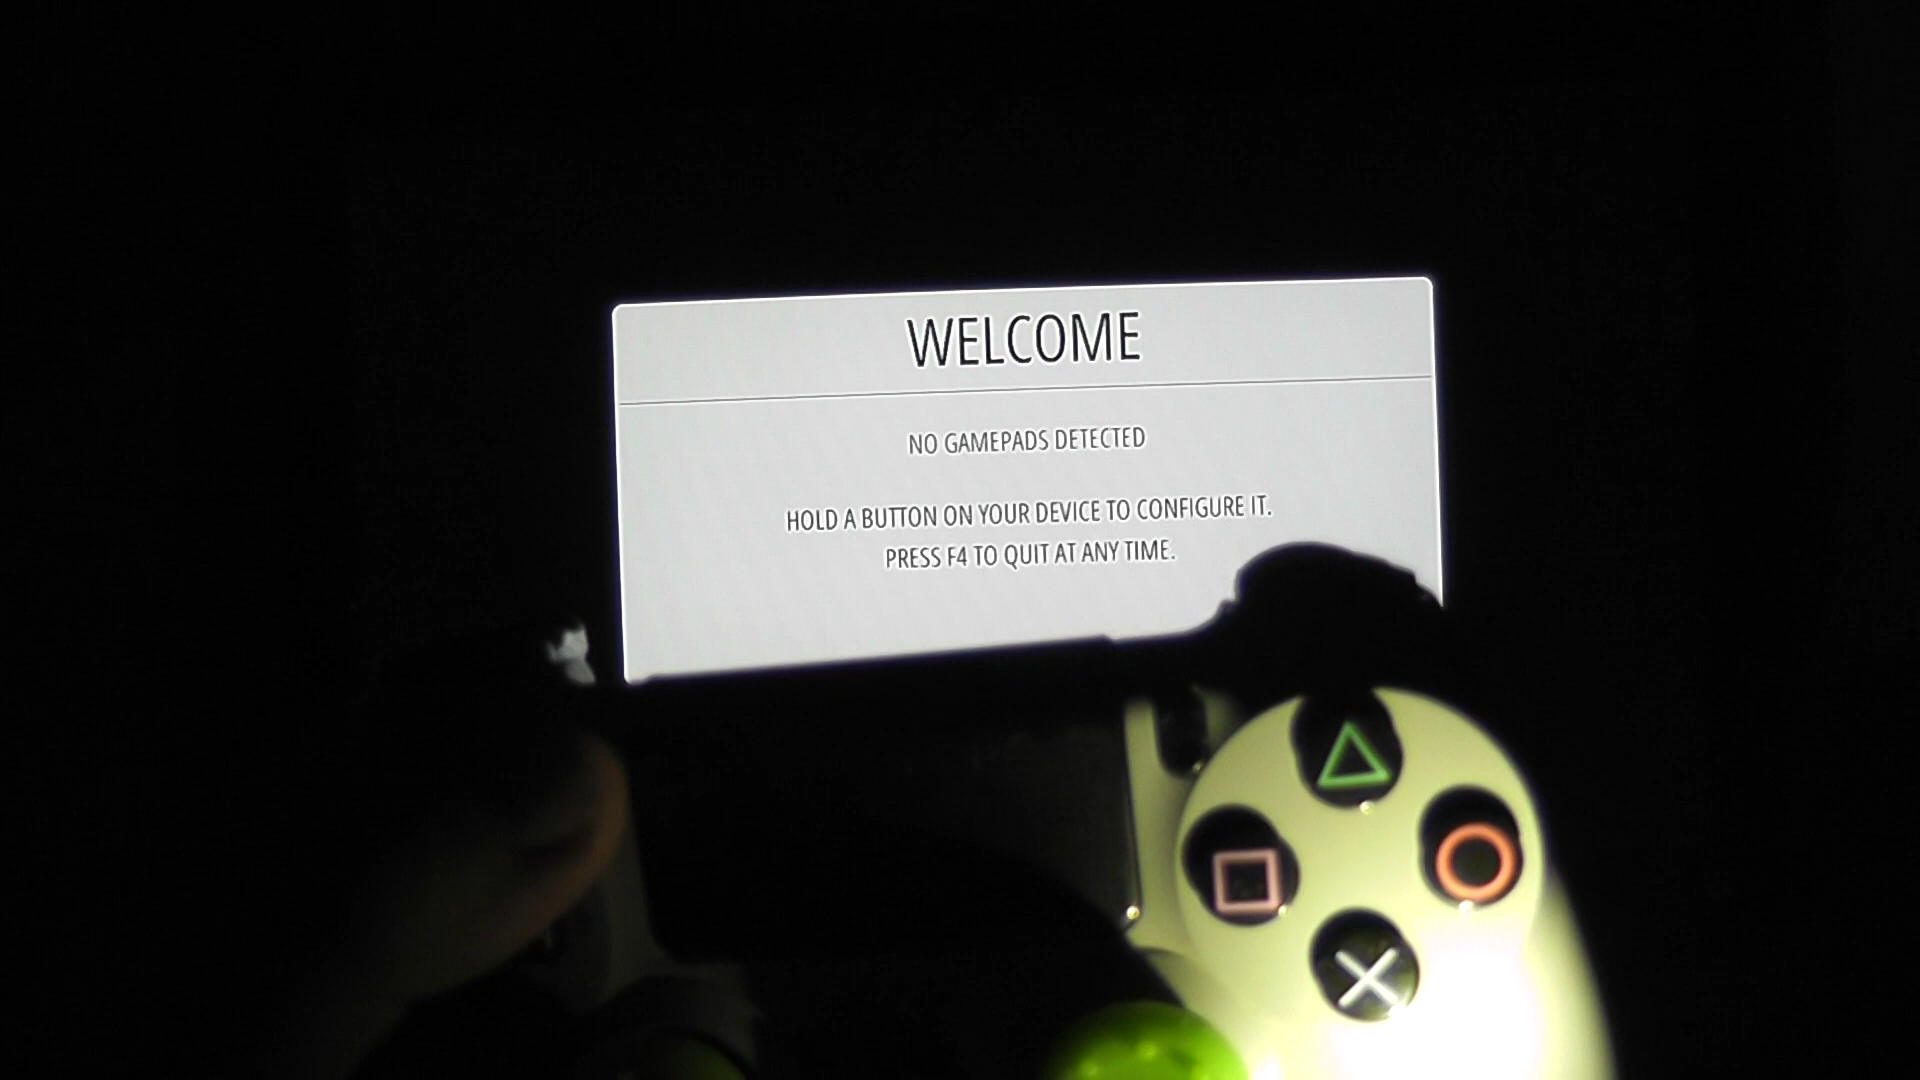 WELCOME
NO GAMEPADS DETECTED
HOLD A BUTTON ON YOUR DEVICE TO CONFIGURE IT.
PRESS F4 TO QUIT AT ANY TIME.